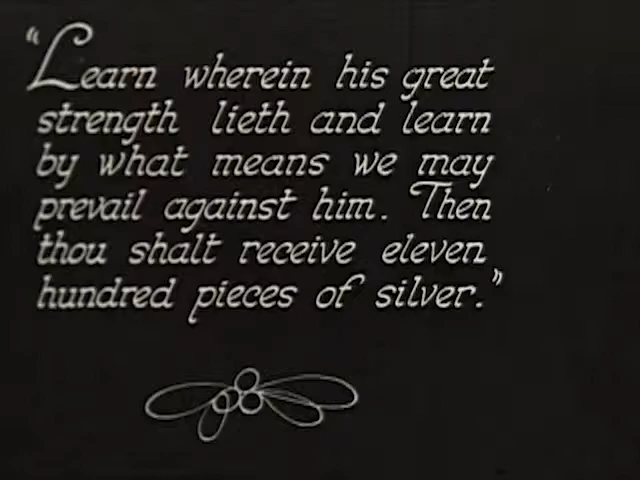 “Learn wherein his great
strength lieth and learn
by what means we may
prevail against him. Then
thou shalt receive eleven
hundred pieces of silver.”